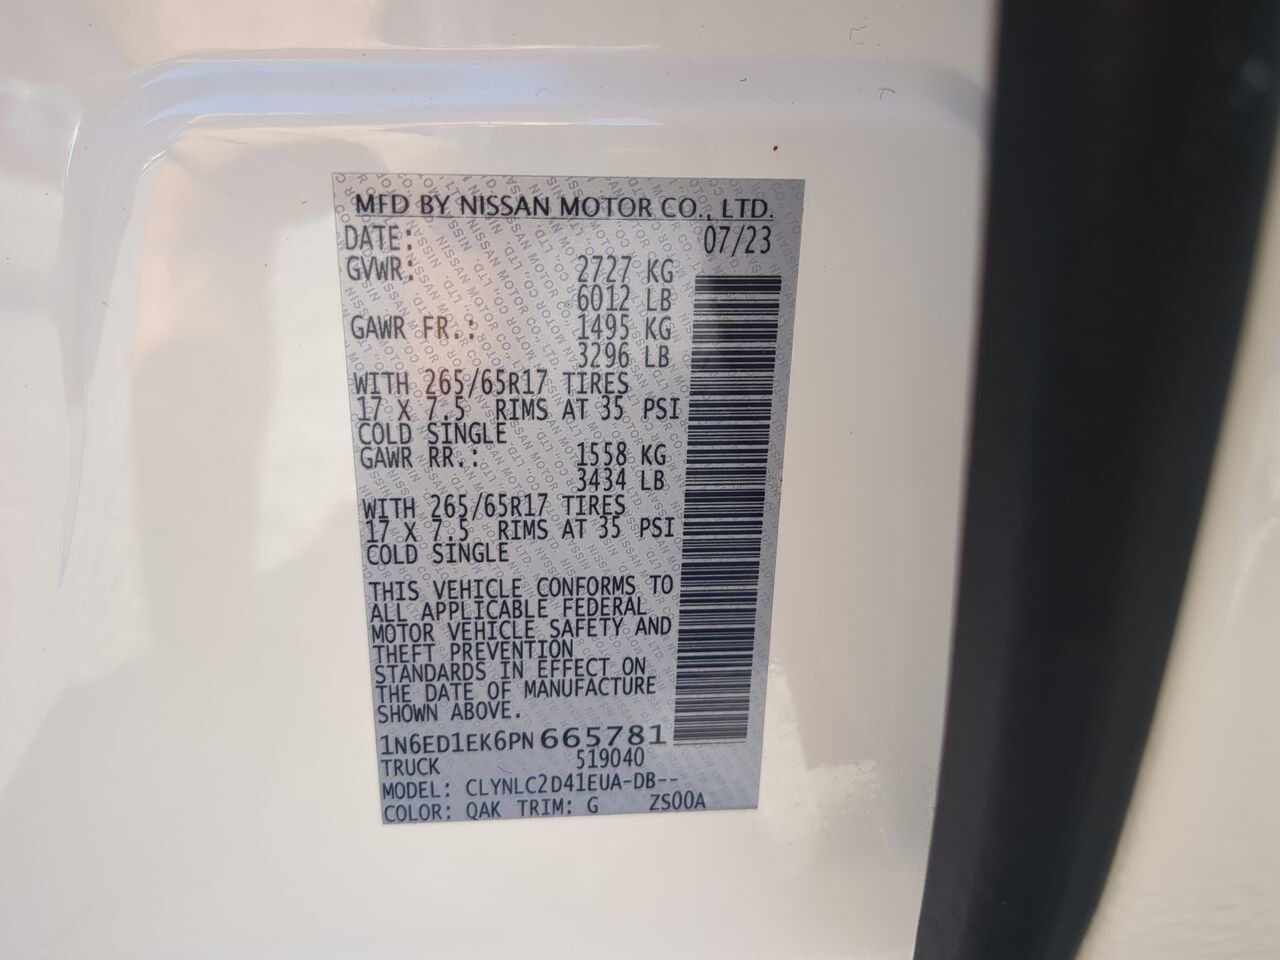 MFD BY NISSAN MOTOR CO., LTD.
DATE: 07/23
GVWR: 2727 KG
6012 LB
GAWR FR.: 1495 KG
3296 LB
WITH 265/65R17 TIRES
17 X 7.5 RIMS AT 35 PSI
COLD SINGLE
GAWR RR.: 1558 KG
3434 LB
WITH 265/65R17 TIRES
17 X 7.5 RIMS AT 35 PSI
COLD SINGLE
THIS VEHICLE CONFORMS TO
ALL APPLICABLE FEDERAL
MOTOR VEHICLE SAFETY AND
THEFT PREVENTION
STANDARDS IN EFFECT ON
THE DATE OF MANUFACTURE
SHOWN ABOVE.
1N6ED1EK6PN665781
TRUCK 519040
MODEL: CLYNLC2D41EUA-DB--
COLOR: QAK TRIM: G ZS00A